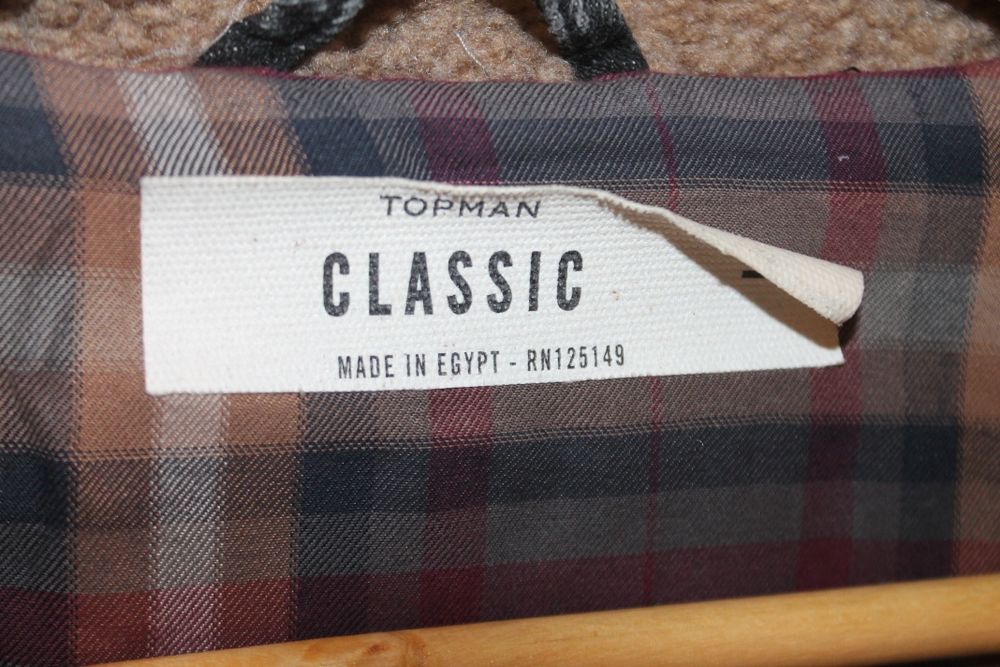 TOPMAN
CLASSIC
MADE IN EGYPT - RN125149